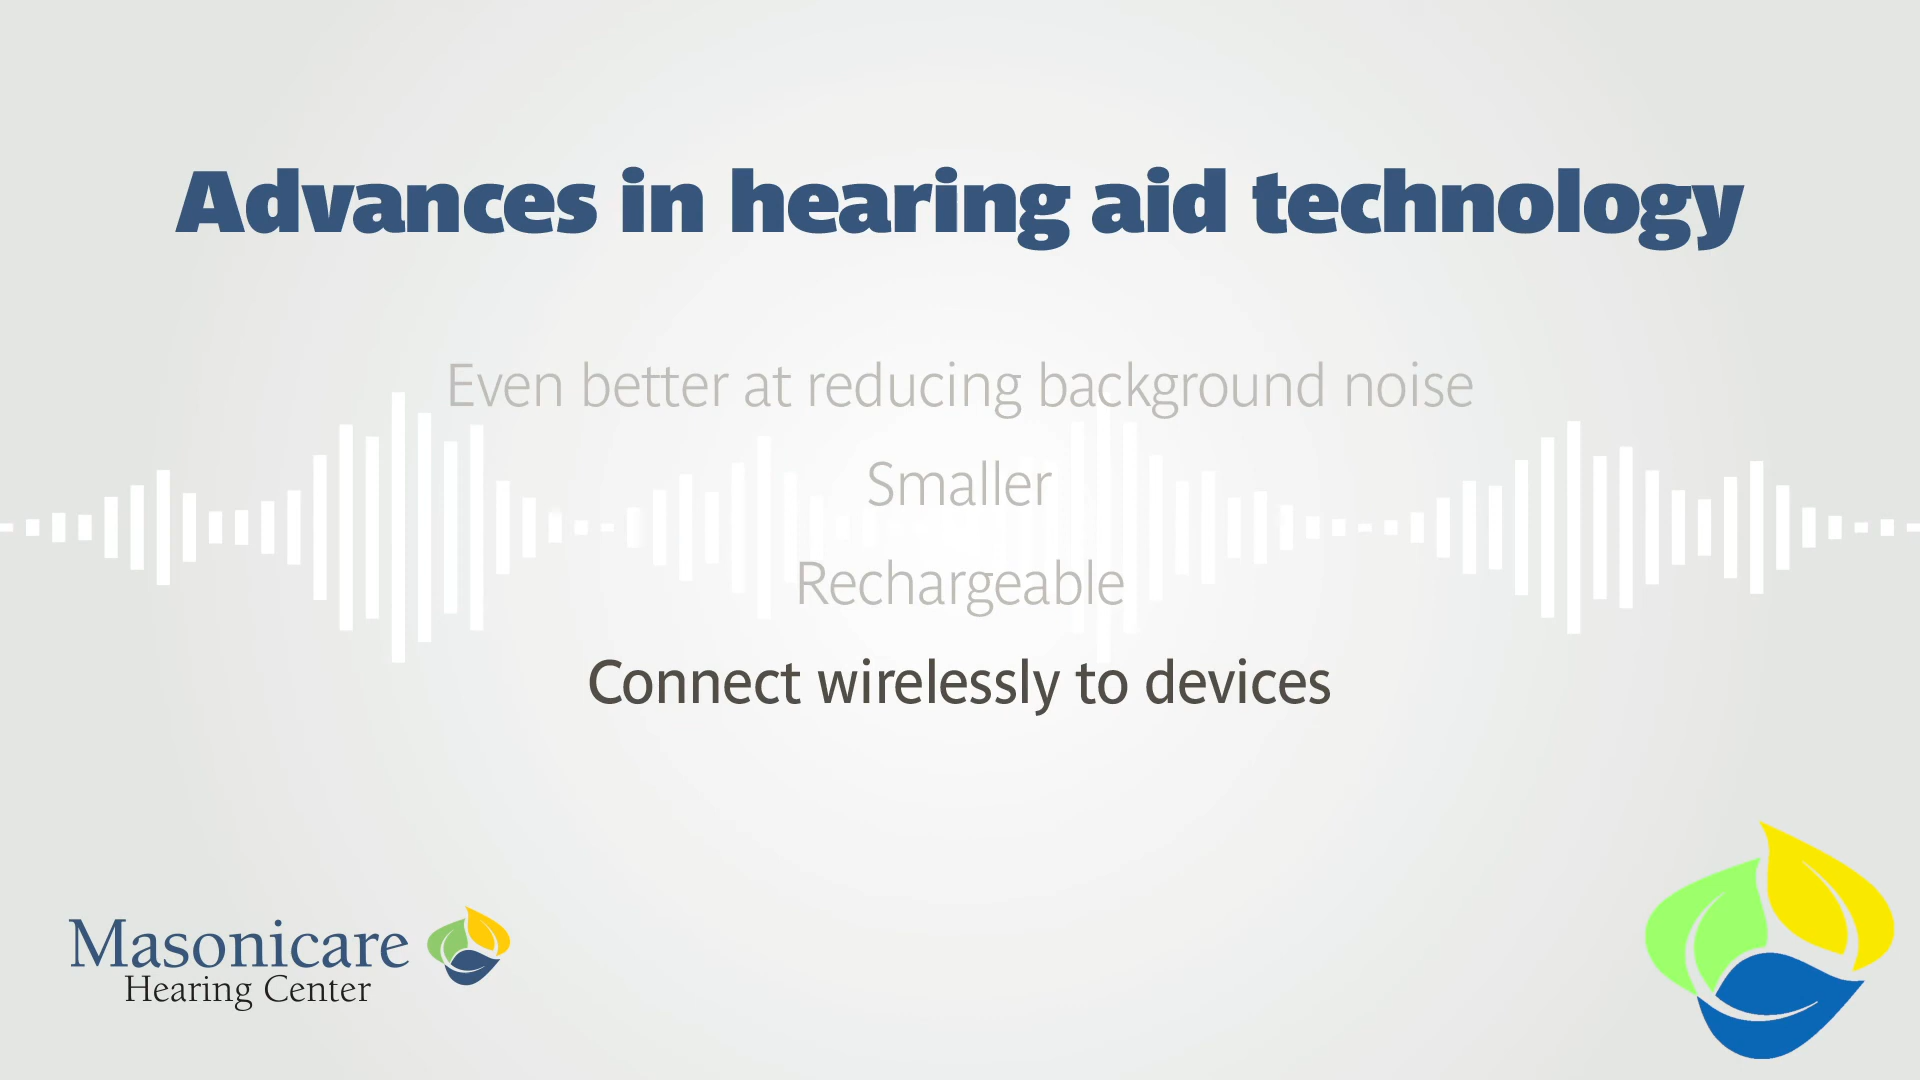 Advances in hearing aid technology
Even better at reducing background noise
Smaller
Rechargeable
Connect wirelessly to devices
Masonicare
Hearing Center